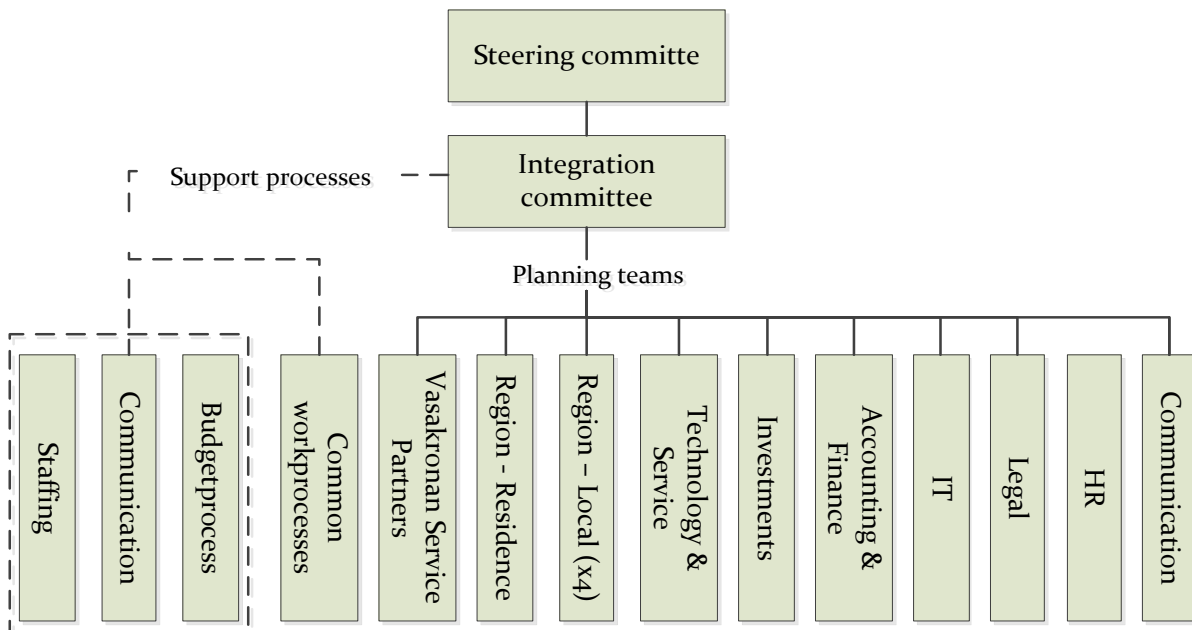 Steering committe
Integration
committee
Support processes
Planning teams
Staffing
Communication
Budgetprocess
Common
workprocesses
Vasakronan Service
Partners
Region - Residence
Region – Local (x4)
Technology &
Service
Investments
Accounting &
Finance
IT
Legal
HR
Communication